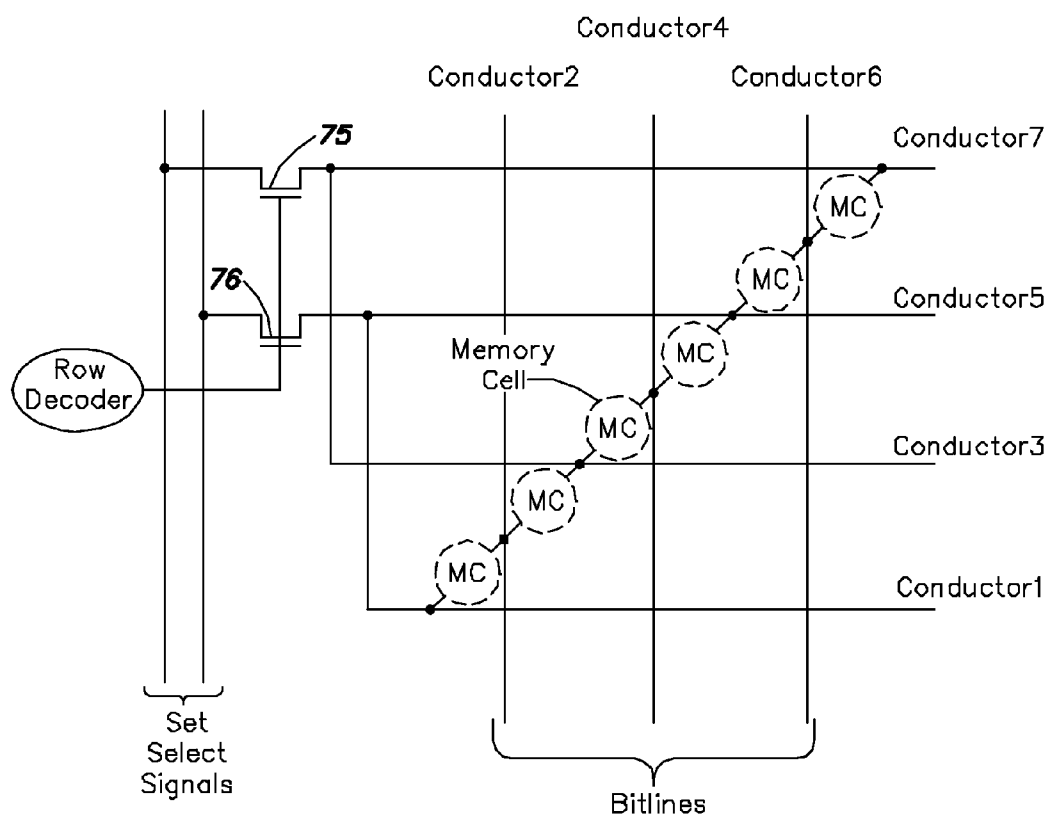 Conductor4
Conductor2
Conductor6
75
Conductor7
MC
76
MC
Conductor5
Memory
Cell
MC
Row
Decoder
MC
Conductor3
MC
MC
Conductor1
Set
Select
Signals
Bitlines